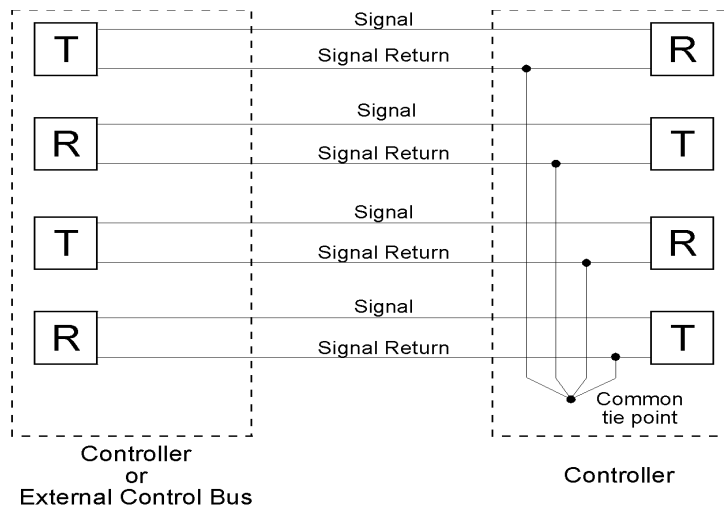 Signal
T
Signal Return
R
Signal
R
Signal Return
T
Signal
T
Signal Return
R
Signal
R
Signal Return
T
Common
tie point
Controller
or
External Control Bus
Controller